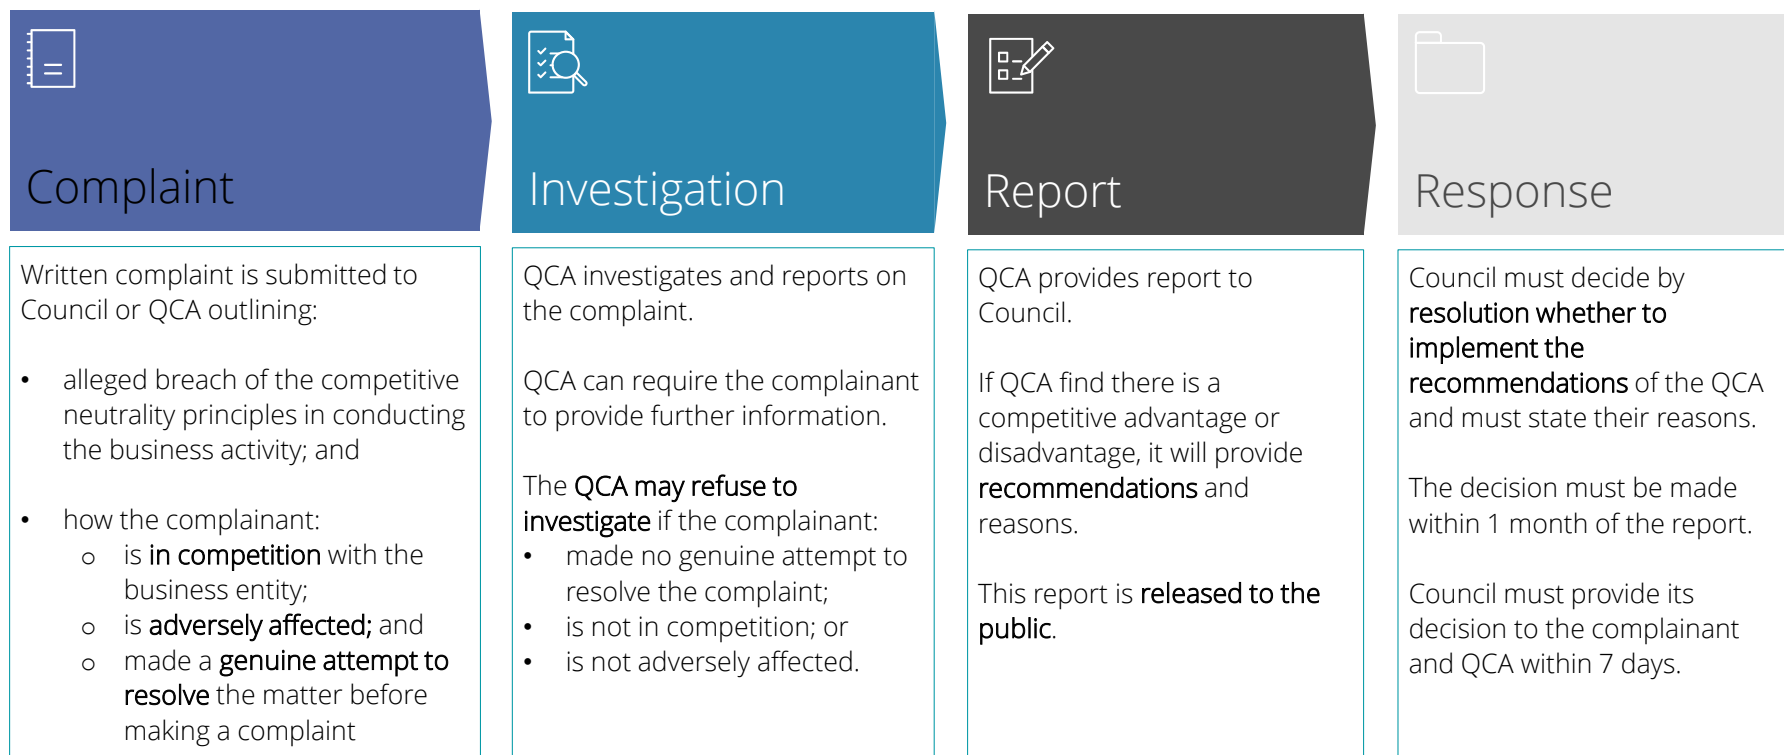 Complaint
Written complaint is submitted to
Council or QCA outlining:
• alleged breach of the competitive
neutrality principles in conducting
the business activity; and
• how the complainant:
o is in competition with the
business entity;
o is adversely affected; and
o made a genuine attempt to
resolve the matter before
making a complaint
Investigation
QCA investigates and reports on
the complaint.
QCA can require the complainant
to provide further information.
The QCA may refuse to
investigate if the complainant:
• made no genuine attempt to
resolve the complaint;
• is not in competition; or
• is not adversely affected.
Report
QCA provides report to
Council.
If QCA find there is a
competitive advantage or
disadvantage, it will provide
recommendations and
reasons.
This report is released to the
public.
Response
Council must decide by
resolution whether to
implement the
recommendations of the QCA
and must state their reasons.
The decision must be made
within 1 month of the report.
Council must provide its
decision to the complainant
and QCA within 7 days.